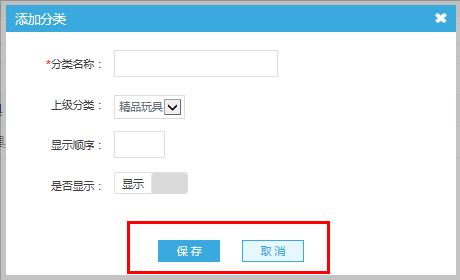 添加分类
*分类名称：
上级分类： 精品玩具
显示顺序：
是否显示： 显示
保存 取消